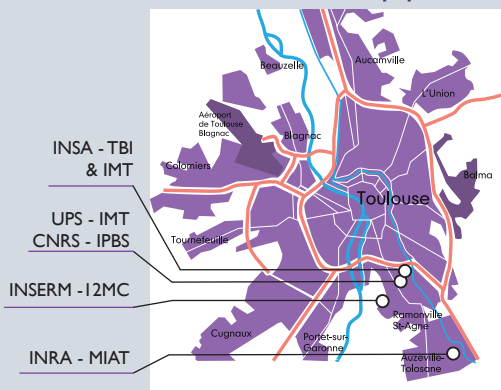 Beauzelle
Aucamville
L'Union
Aéroport
de Toulouse
Blagnac
Blagnac
INSA - TBI
& IMT
Colomiers
Balma
Toulouse
UPS - IMT
CNRS - IPBS
Tournefeuille
INSERM -12MC
Ramonville
St-Agne
Cugnaux
Portet-sur-
Garonne
INRA - MIAT
Auzeville-
Tolosane